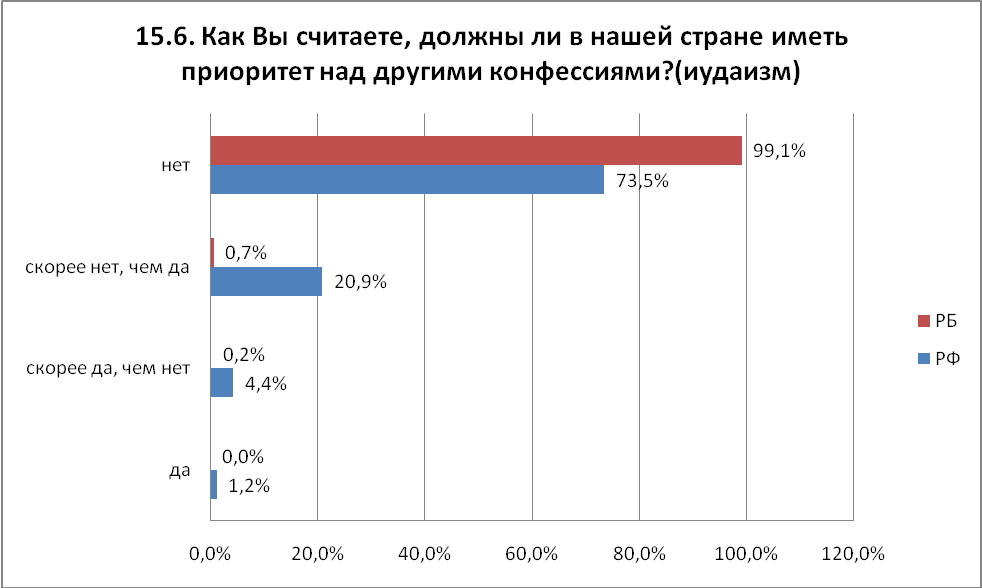 15.6. Как Вы считаете, должны ли в нашей стране иметь
приоритет над другими конфессиями?(иудаизм)
нет
99,1%
73,5%
скорее нет, чем да
0,7%
20,9%
скорее да, чем нет
0,2%
4,4%
да
0,0%
1,2%
РБ
РФ
0,0% 20,0% 40,0% 60,0% 80,0% 100,0% 120,0%